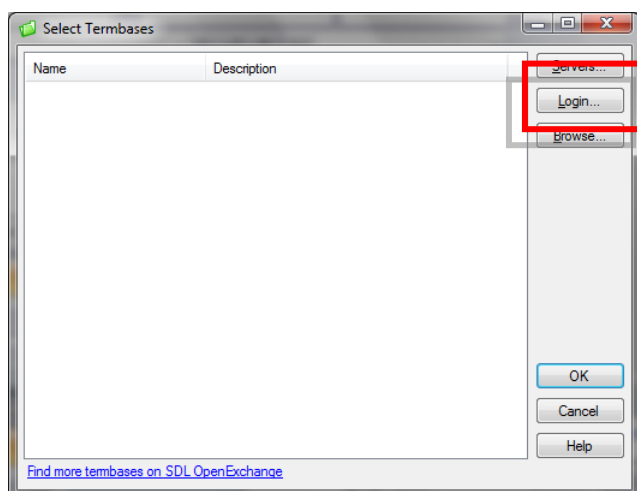 Select Termbases
Name Description
Servers...
Login...
Browse...
OK
Cancel
Help
Find more termbases on SDL OpenExchange